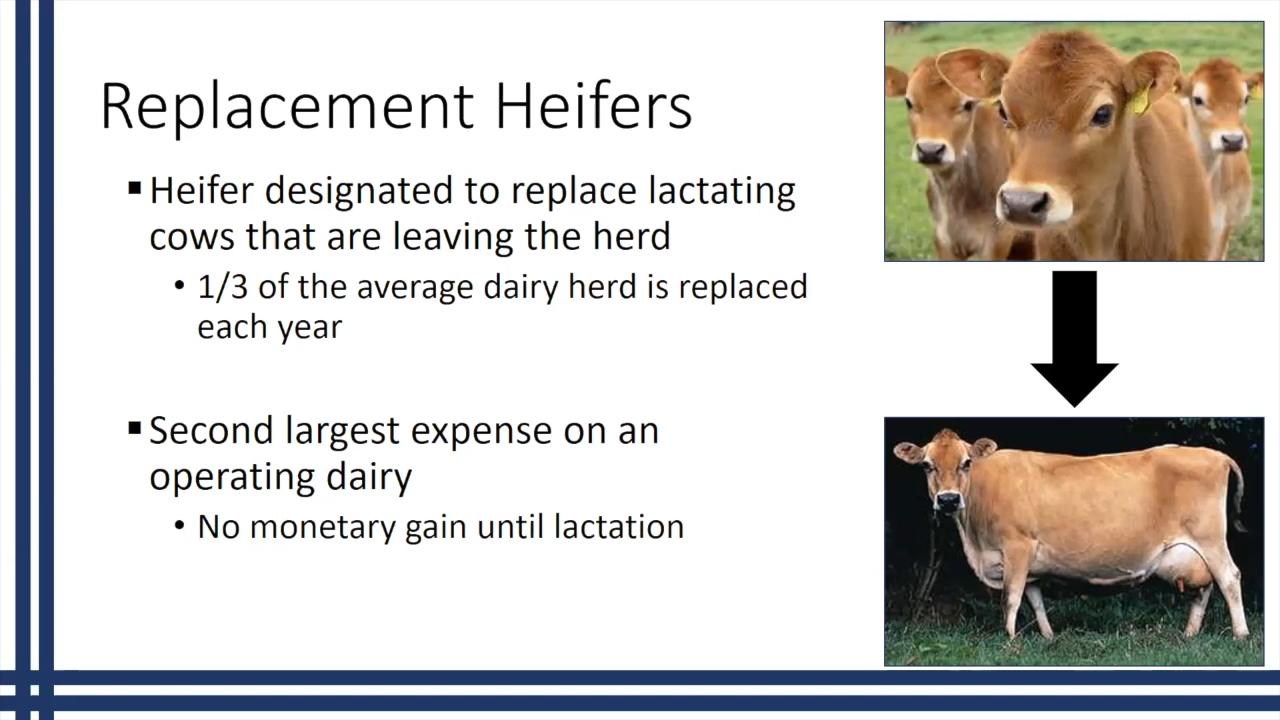 Replacement Heifers
▪ Heifer designated to replace lactating
cows that are leaving the herd
• 1/3 of the average dairy herd is replaced
each year
▪ Second largest expense on an
operating dairy
• No monetary gain until lactation